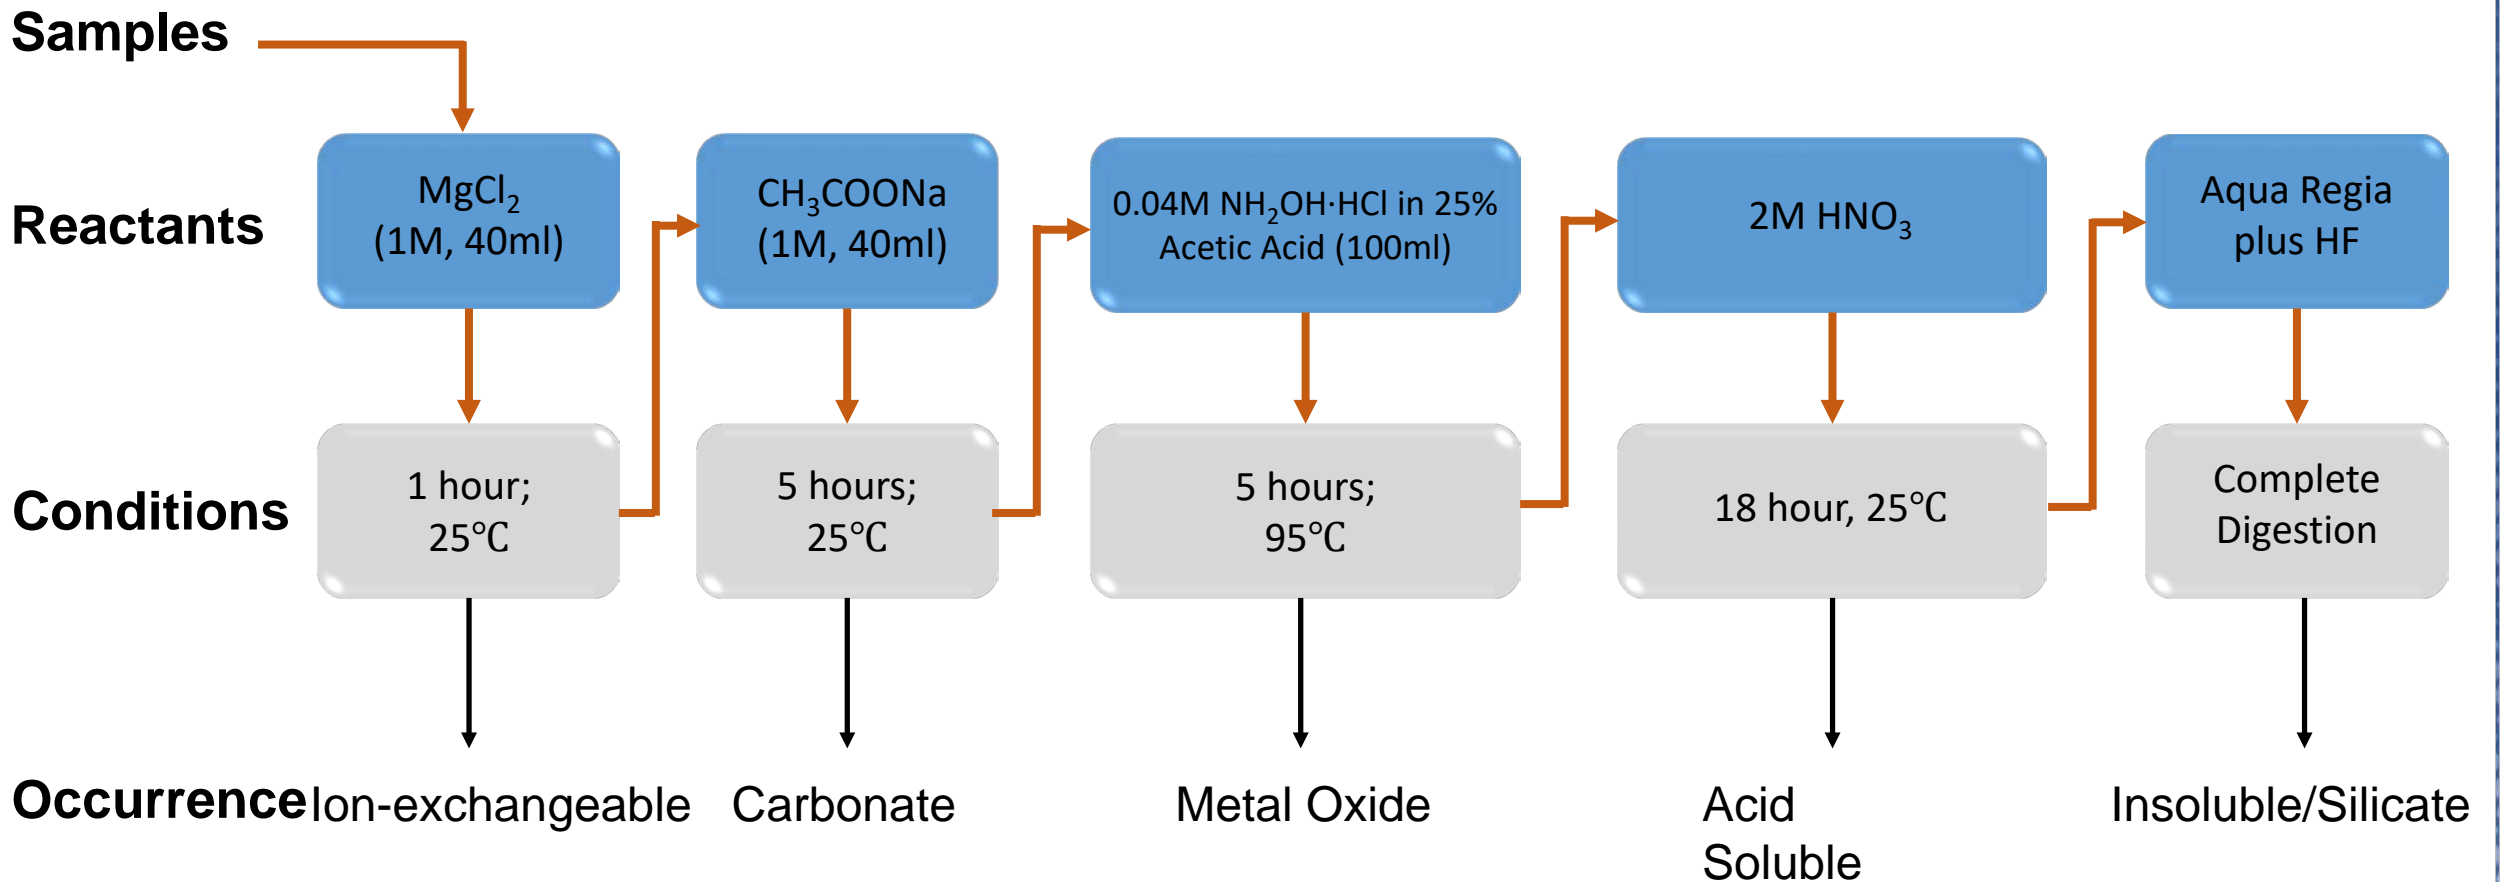 Samples
Reactants
MgCl₂
(1M, 40ml)
CH₃COONa
(1M, 40ml)
0.04M NH₂OH·HCl in 25%
Acetic Acid (100ml)
2M HNO₃
Aqua Regia
plus HF
Conditions
1 hour;
25℃
5 hours;
25℃
5 hours;
95℃
18 hour, 25℃
Complete
Digestion
Occurrence
Ion-exchangeable
Carbonate
Metal Oxide
Acid
Soluble
Insoluble/Silicate